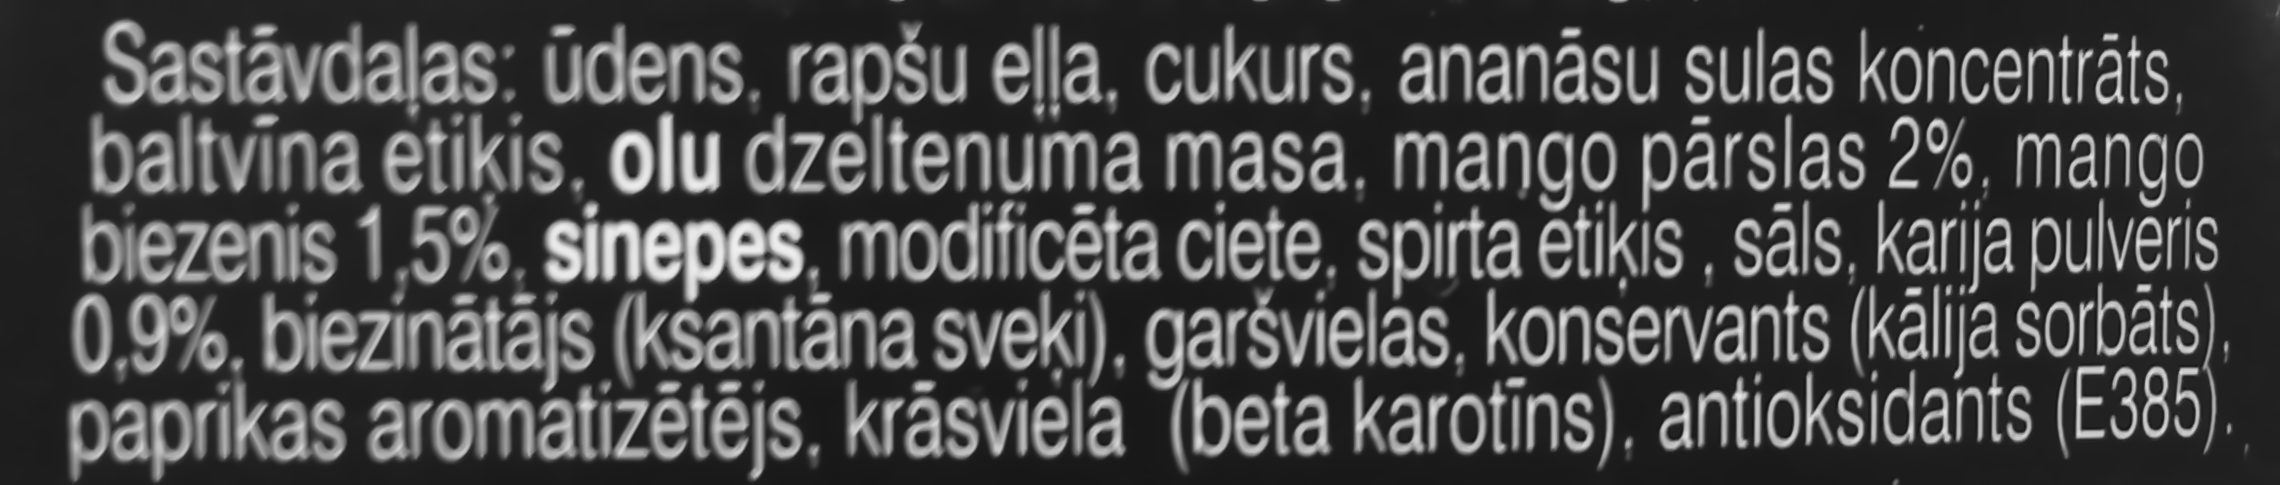 Sastāvdaļas: ūdens, rapšu eļļa, cukurs, ananāsu sulas koncentrāts,
baltvīna etiķis, olu dzeltenuma masa, mango pārslas 2%, mango
biezenis 1,5%, sinepes, modificēta ciete, spirta etiķis , sāls, karija pulveris
0,9%, biezinātājs (ksantāna sveķi), garšvielas, konservants (kālija sorbāts),
paprikas aromatizētējs, krāsviela (beta karotīns), antioksidants (E385).